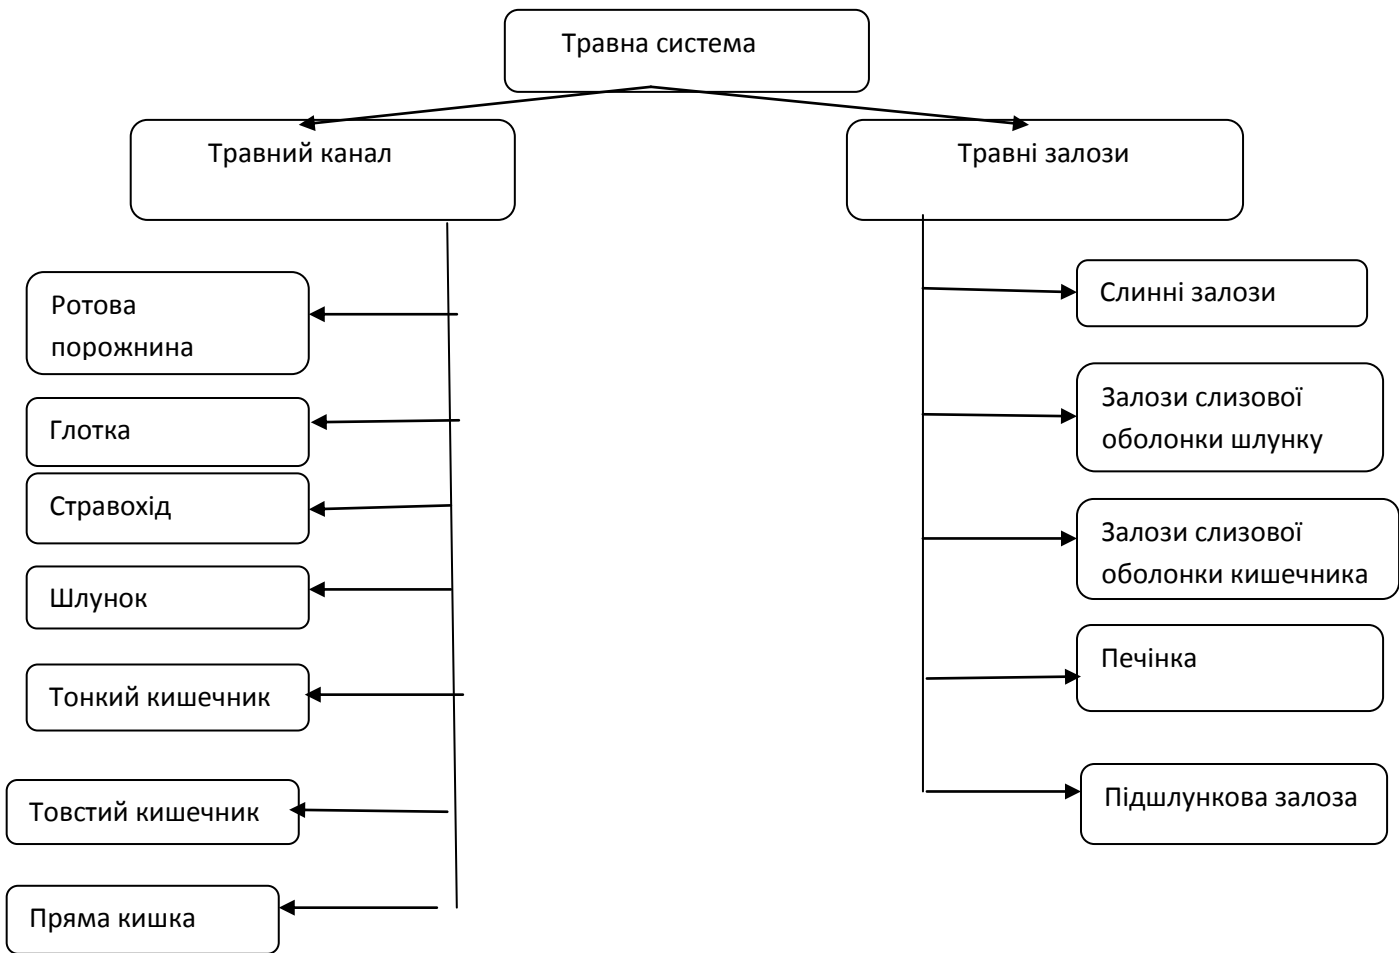 Травна система
Травний канал
Травні залози
Ротова
порожнина
Глотка
Стравохід
Шлунок
Тонкий кишечник
Товстий кишечник
Пряма кишка
Слинні залози
Залози слизової
оболонки шлунку
Залози слизової
оболонки кишечника
Печінка
Підшлункова залоза